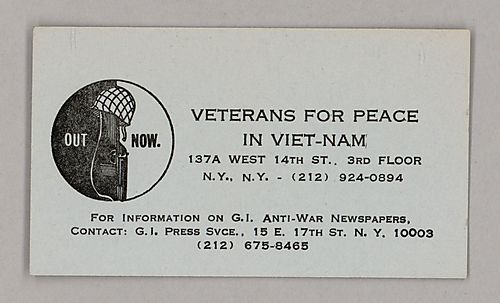 OUT NOW.
VETERANS FOR PEACE
IN VIET-NAM
137A WEST 14TH ST.. 3RD FLOOR
N.Y., N.Y. - (212) 924-0894
FOR INFORMATION ON G.I. ANTI-WAR NEWSPAPERS,
CONTACT: G.I. PRESS SVCE., 15 E. 17TH ST. N. Y. 10003
(212) 675-8465